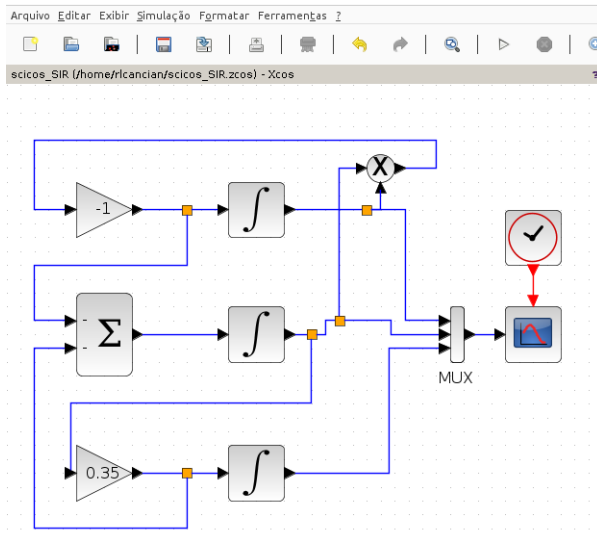 Arquivo Editar Exibir Simulação Formatar Ferramentas ?
scicos_SIR (/home/rlcancian/scicos_SIR.zcos) - Xcos
X
-1
∫
-
-
Σ
∫
MUX
0.35
∫